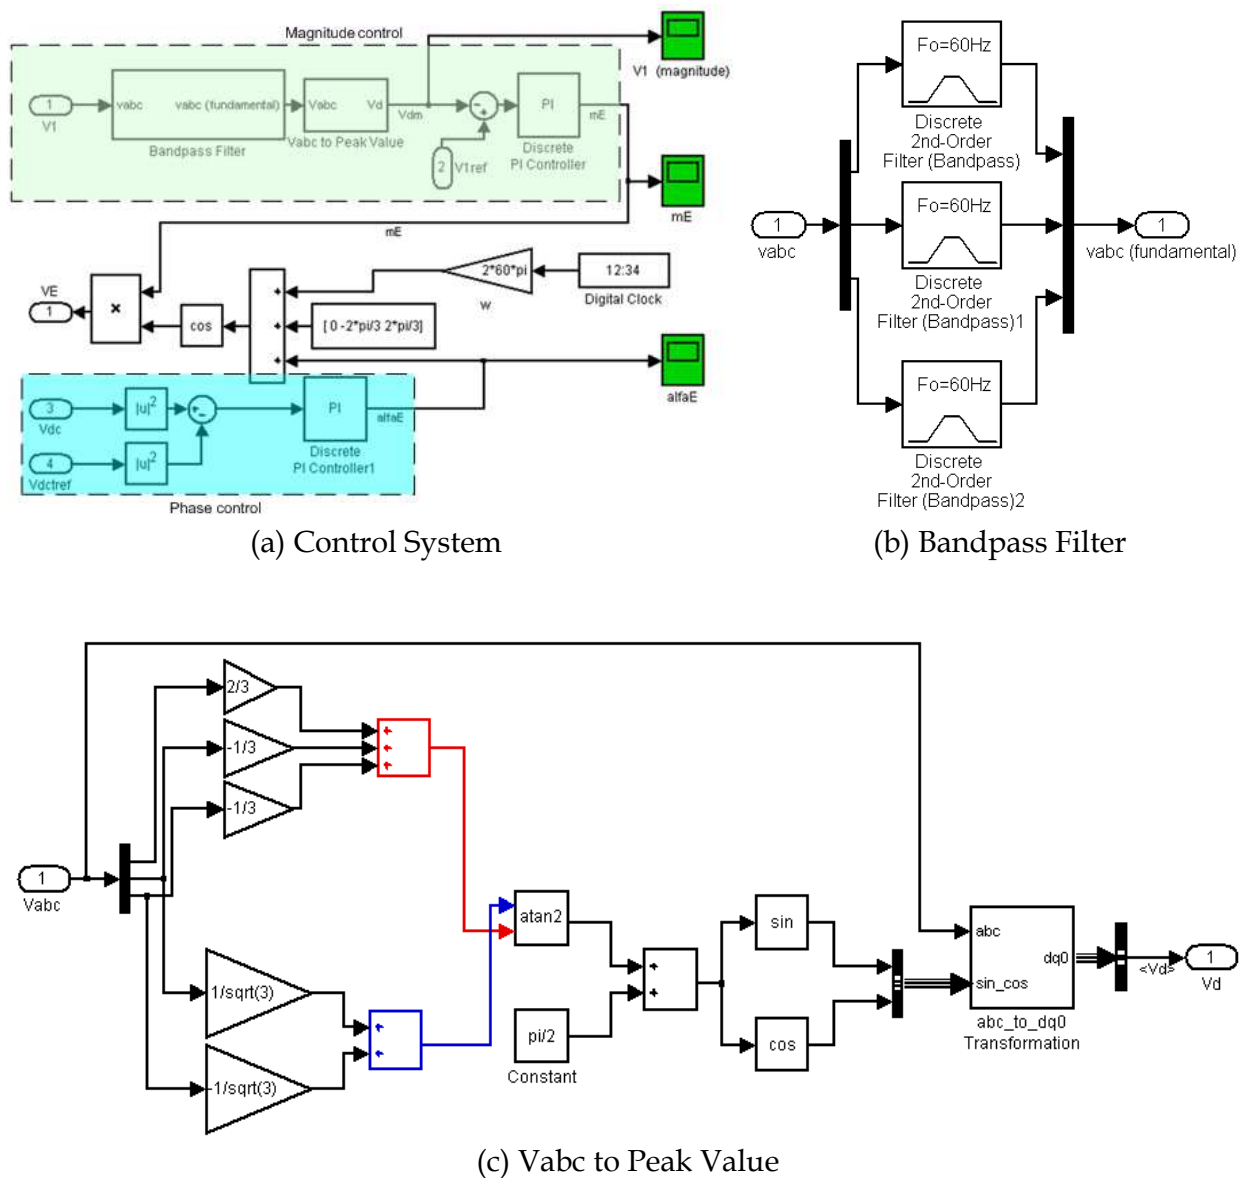 Magnitude control
1
V1
vabc
vabc (fundamental)
Bandpass Filter
Vabc
Vd
Vabc to Peak Value
Vdm
2
V1ref
PI
Discrete
PI Controller
mE
V1 (magnitude)
mE
mE
VE
1
×
cos
2*60*pi
w
12:34
Digital Clock
[ 0 -2*pi/3 2*pi/3]
alfaE
3
Vdc
|u|²
4
Vdctref
|u|²
PI
alfaE
Discrete
PI Controller1
Phase control
(a) Control System
1
vabc
Fo=60Hz
Discrete
2nd-Order
Filter (Bandpass)
Fo=60Hz
Discrete
2nd-Order
Filter (Bandpass)1
Fo=60Hz
Discrete
2nd-Order
Filter (Bandpass)2
1
vabc (fundamental)
(b) Bandpass Filter
1
Vabc
2/3
-1/3
-1/3
1/sqrt(3)
-1/sqrt(3)
atan2
pi/2
Constant
sin
cos
abc
dq0
sin_cos
abc_to_dq0
Transformation
<Vd>
1
Vd
(c) Vabc to Peak Value